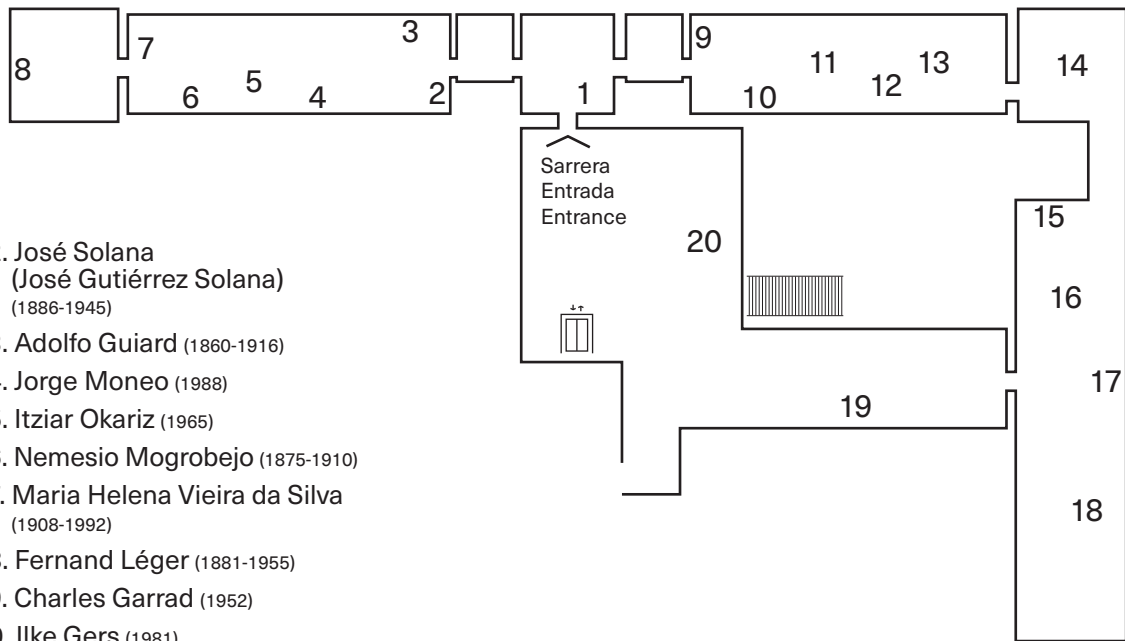 3
9
7
11
13
14
8
5
12
6
4
2
1
10
Sarrera
Entrada
Entrance
15
20
. José Solana
(José Gutiérrez Solana)
(1886-1945)
16
. Adolfo Guiard (1860-1916)
. Jorge Moneo (1988)
17
19
. Itziar Okariz (1965)
. Nemesio Mogrobejo (1875-1910)
. Maria Helena Vieira da Silva
(1908-1992)
18
. Fernand Léger (1881-1955)
. Charles Garrad (1952)
. Ilke Gers (1981)